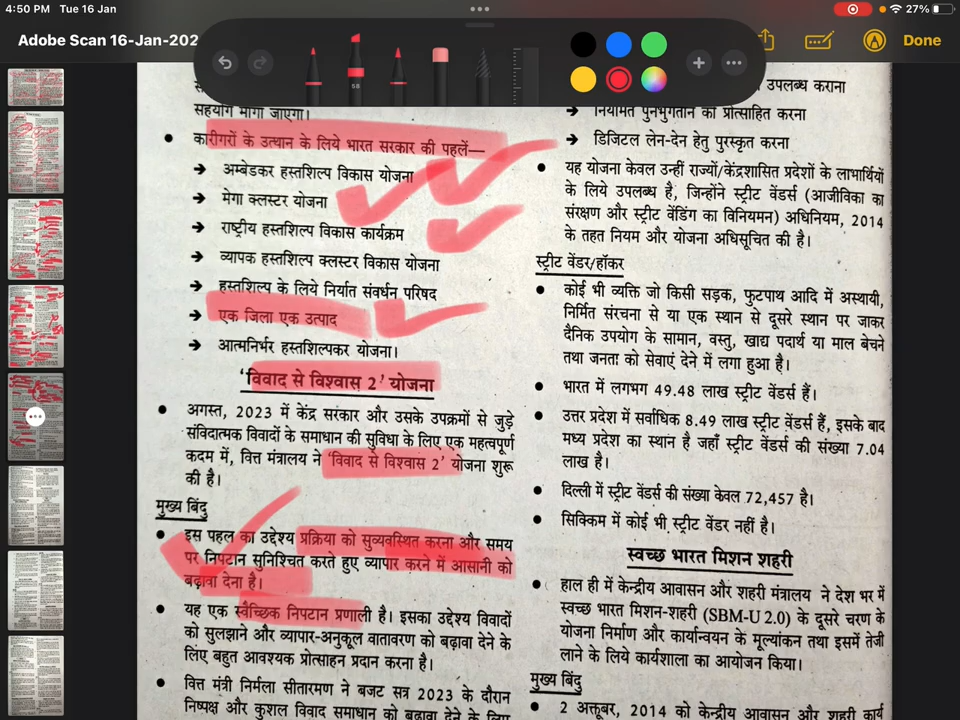 4:50 PM Tue 16 Jan
27%
Adobe Scan 16-Jan-202
Done
58
सहयोग मांगा जाएगा।
• कारीगरों के उत्थान के लिये भारत सरकार की पहलें—
➔ अम्बेडकर हस्तशिल्प विकास योजना
➔ मेगा क्लस्टर योजना
➔ राष्ट्रीय हस्तशिल्प विकास कार्यक्रम
➔ व्यापक हस्तशिल्प क्लस्टर विकास योजना
➔ हस्तशिल्प के लिये निर्यात संवर्धन परिषद
➔ एक जिला एक उत्पाद
➔ आत्मनिर्भर हस्तशिल्पकार योजना।
'विवाद से विश्वास 2' योजना
• अगस्त, 2023 में केंद्र सरकार और उसके उपक्रमों से जुड़े
संविदात्मक विवादों के समाधान की सुविधा के लिए एक महत्वपूर्ण
कदम में, वित्त मंत्रालय ने 'विवाद से विश्वास 2' योजना शुरू
की है।
मुख्य बिंदु
• इस पहल का उद्देश्य प्रक्रिया को सुव्यवस्थित करना और समय
पर निपटान सुनिश्चित करते हुए व्यापार करने में आसानी को
बढ़ावा देना है।
• यह एक स्वैच्छिक निपटान प्रणाली है। इसका उद्देश्य विवादों
को सुलझाने और व्यापार-अनुकूल वातावरण को बढ़ावा देने के
लिए बहुत आवश्यक प्रोत्साहन प्रदान करना है।
• वित्त मंत्री निर्मला सीतारमण ने बजट सत्र 2023 के दौरान
निष्पक्ष और कुशल विवाद समाधान को बढ़ावा देने के लिए
उपलब्ध कराना
➔ नियमित पुनर्भुगतान को प्रोत्साहित करना
➔ डिजिटल लेन-देन हेतु पुरस्कृत करना
• यह योजना केवल उन्हीं राज्यों/केंद्रशासित प्रदेशों के लाभार्थियों
के लिये उपलब्ध है, जिन्होंने स्ट्रीट वेंडर्स (आजीविका का
संरक्षण और स्ट्रीट वेंडिंग का विनियमन) अधिनियम, 2014
के तहत नियम और योजना अधिसूचित की है।
स्ट्रीट वेंडर/हॉकर
• कोई भी व्यक्ति जो किसी सड़क, फुटपाथ आदि में अस्थायी,
निर्मित संरचना से या एक स्थान से दूसरे स्थान पर जाकर
दैनिक उपयोग के सामान, वस्तु, खाद्य पदार्थ या माल बेचने
तथा जनता को सेवाएं देने में लगा हुआ है।
• भारत में लगभग 49.48 लाख स्ट्रीट वेंडर्स हैं।
• उत्तर प्रदेश में सर्वाधिक 8.49 लाख स्ट्रीट वेंडर्स हैं, इसके बाद
मध्य प्रदेश का स्थान है जहाँ स्ट्रीट वेंडर्स की संख्या 7.04
लाख है।
• दिल्ली में स्ट्रीट वेंडर्स की संख्या केवल 72,457 है।
• सिक्किम में कोई भी स्ट्रीट वेंडर नहीं है।
स्वच्छ भारत मिशन शहरी
• हाल ही में केन्द्रीय आवासन और शहरी मंत्रालय ने देश भर में
स्वच्छ भारत मिशन-शहरी (SBM-U 2.0) के दूसरे चरण के
योजना निर्माण और कार्यान्वयन के मूल्यांकन तथा इसमें तेजी
लाने के लिये कार्यशाला का आयोजन किया।
मुख्य बिंदु
• 2 अक्तूबर, 2014 को केन्द्रीय आवासन और शहरी कार्य